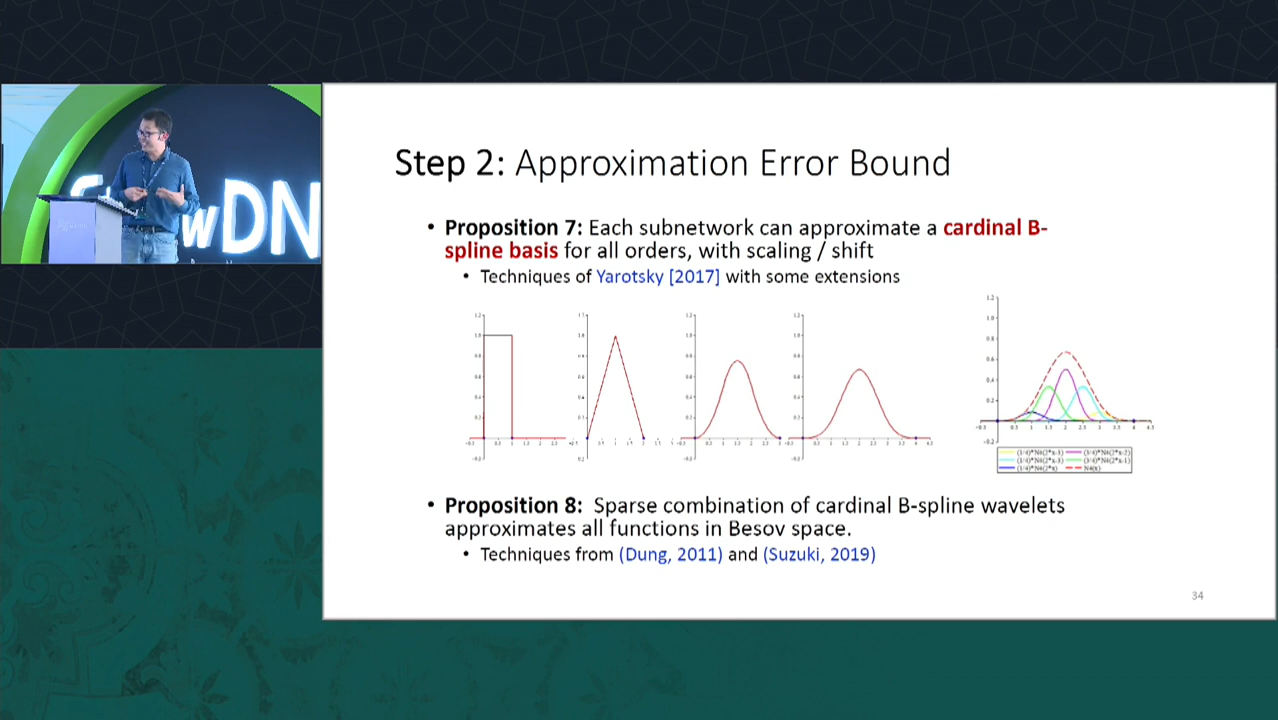 Step 2: Approximation Error Bound
• Proposition 7: Each subnetwork can approximate a cardinal B-
spline basis for all orders, with scaling / shift
• Techniques of Yarotsky [2017] with some extensions
• Proposition 8: Sparse combination of cardinal B-spline wavelets
approximates all functions in Besov space.
• Techniques from (Dung, 2011) and (Suzuki, 2019)
34
wDN